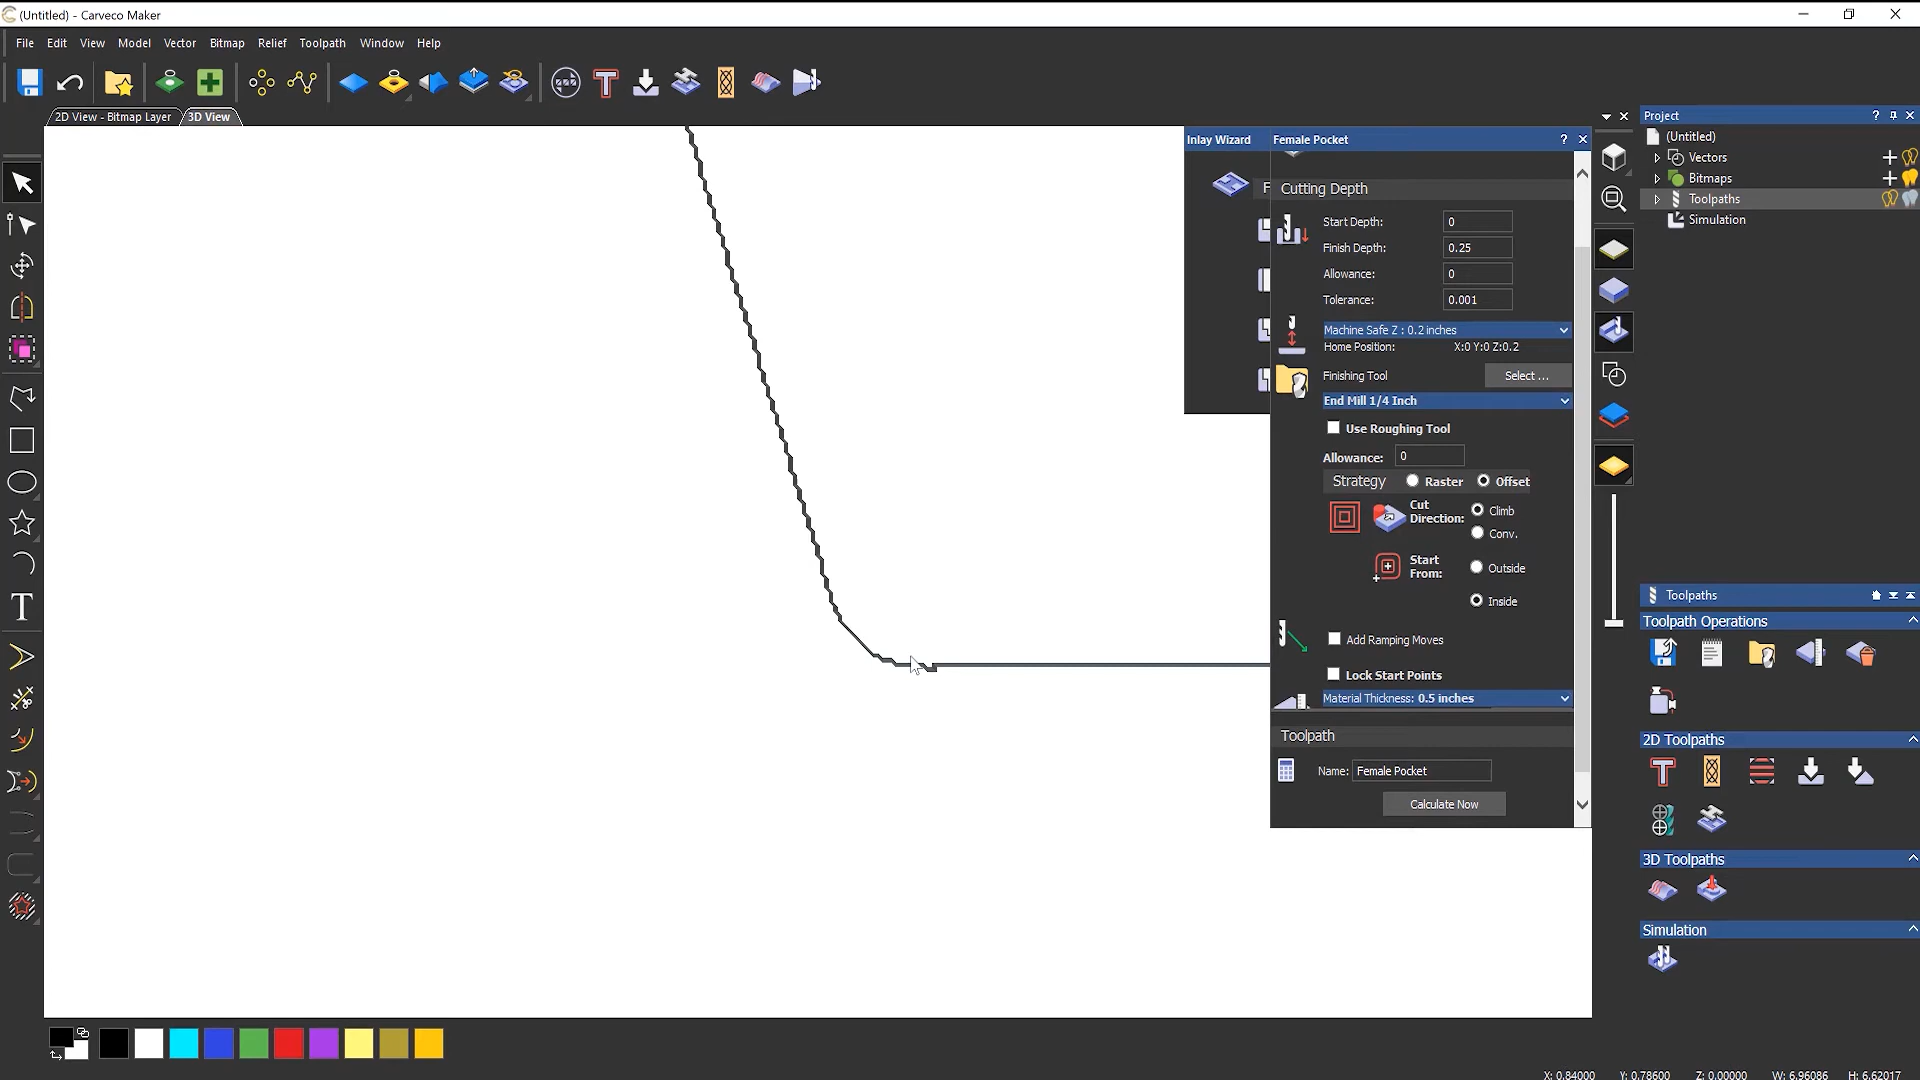 (Untitled) - Carveco Maker
File Edit View Model Vector Bitmap Relief Toolpath Window Help
2D View - Bitmap Layer 3D View
Inlay Wizard Female Pocket ?
F
Cutting Depth
Start Depth: 0
Finish Depth: 0.25
Allowance: 0
Tolerance: 0.001
Machine Safe Z : 0.2 inches
Home Position: X:0 Y:0 Z:0.2
Finishing Tool Select ...
End Mill 1/4 Inch
Use Roughing Tool
Allowance: 0
Strategy Raster Offset
Cut Direction: Climb
Conv.
Start From: Outside
Inside
Add Ramping Moves
Lock Start Points
Material Thickness: 0.5 inches
Toolpath
Name: Female Pocket
Calculate Now
Project ?
(Untitled)
Vectors
Bitmaps
Toolpaths
Simulation
Toolpaths
Toolpath Operations
2D Toolpaths
3D Toolpaths
Simulation
X: 0.84000 Y: 0.78600 Z: 0.00000 W: 6.96086 H: 6.62017